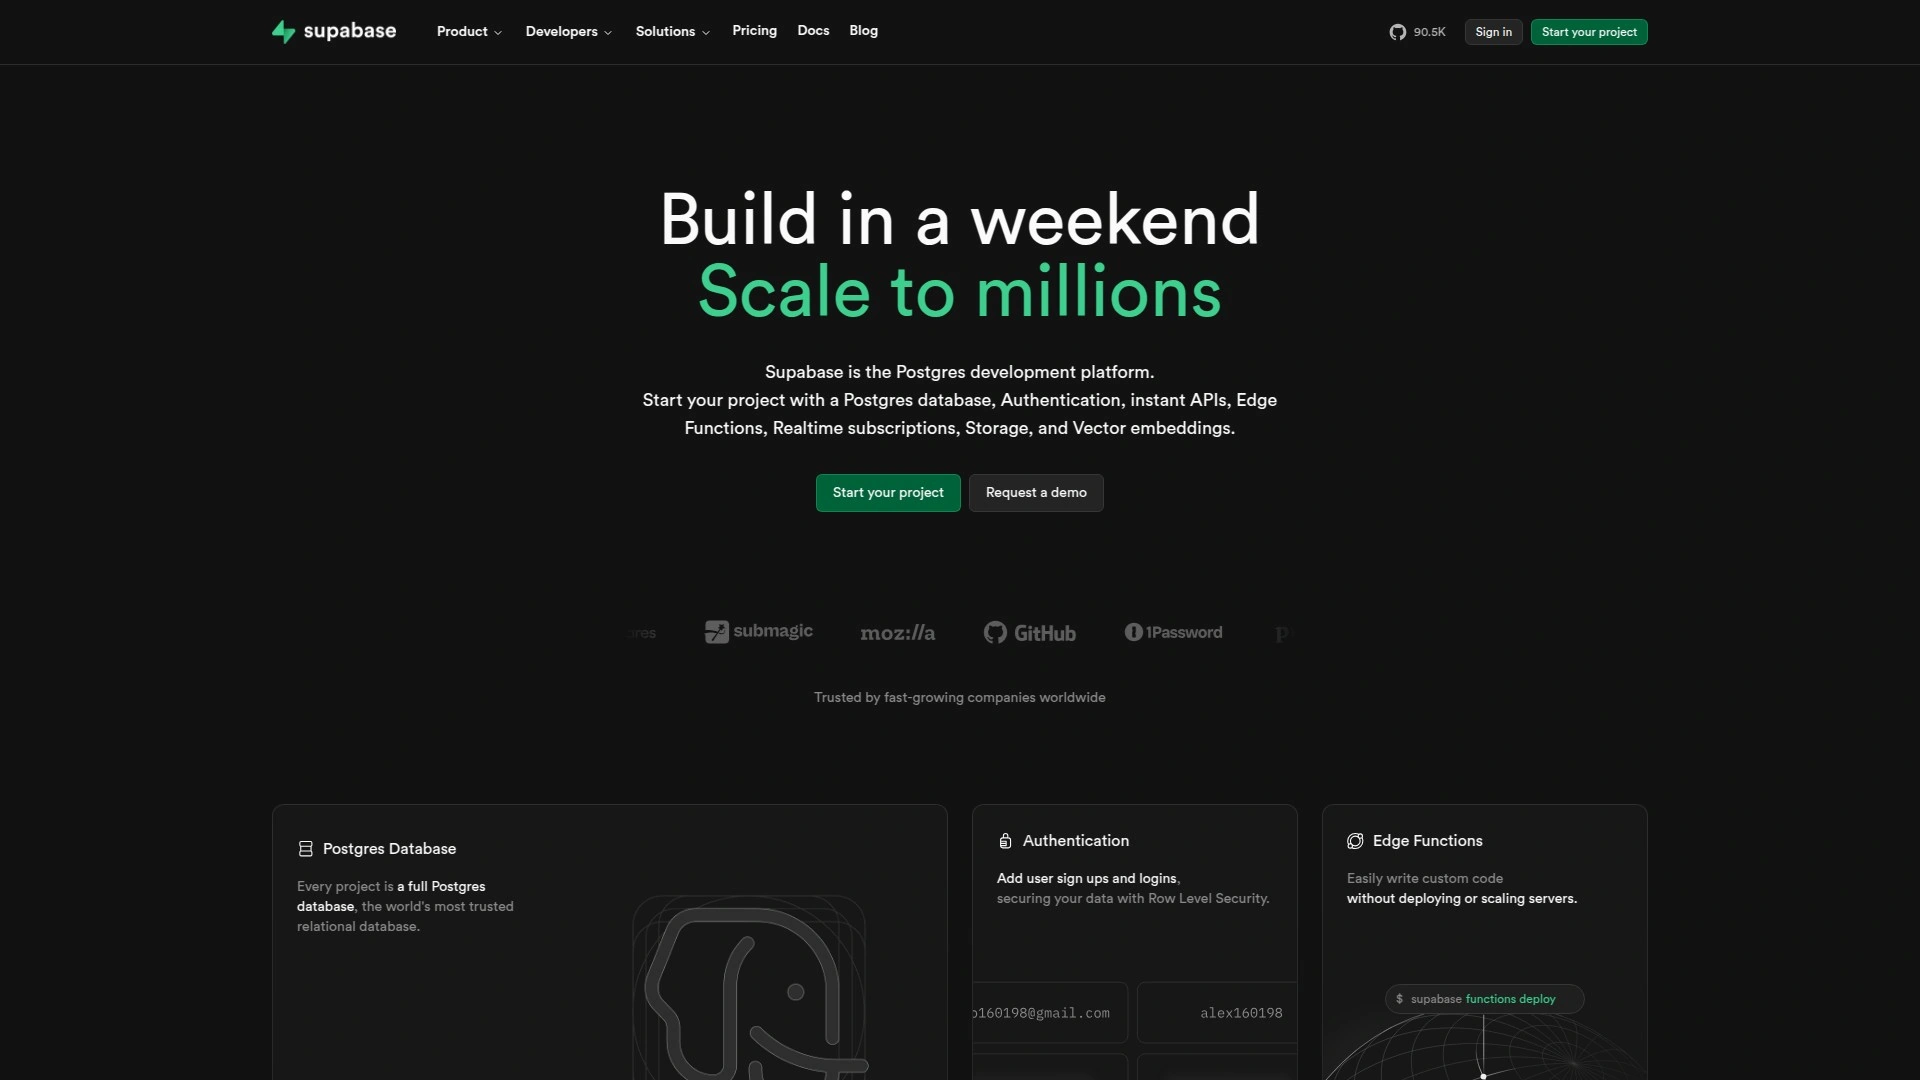 supabase
Product
Developers
Solutions
Pricing
Docs
Blog
90.5K
Sign in
Start your project
Build in a weekend
Scale to millions
Supabase is the Postgres development platform.
Start your project with a Postgres database, Authentication, instant APIs, Edge
Functions, Realtime subscriptions, Storage, and Vector embeddings.
Start your project
Request a demo
submagic
moz://a
GitHub
1Password
Trusted by fast-growing companies worldwide
Postgres Database
Every project is a full Postgres
database, the world's most trusted
relational database.
Authentication
Add user sign ups and logins,
securing your data with Row Level Security.
160198@gmail.com
alex160198
Edge Functions
Easily write custom code
without deploying or scaling servers.
$ supabase functions deploy